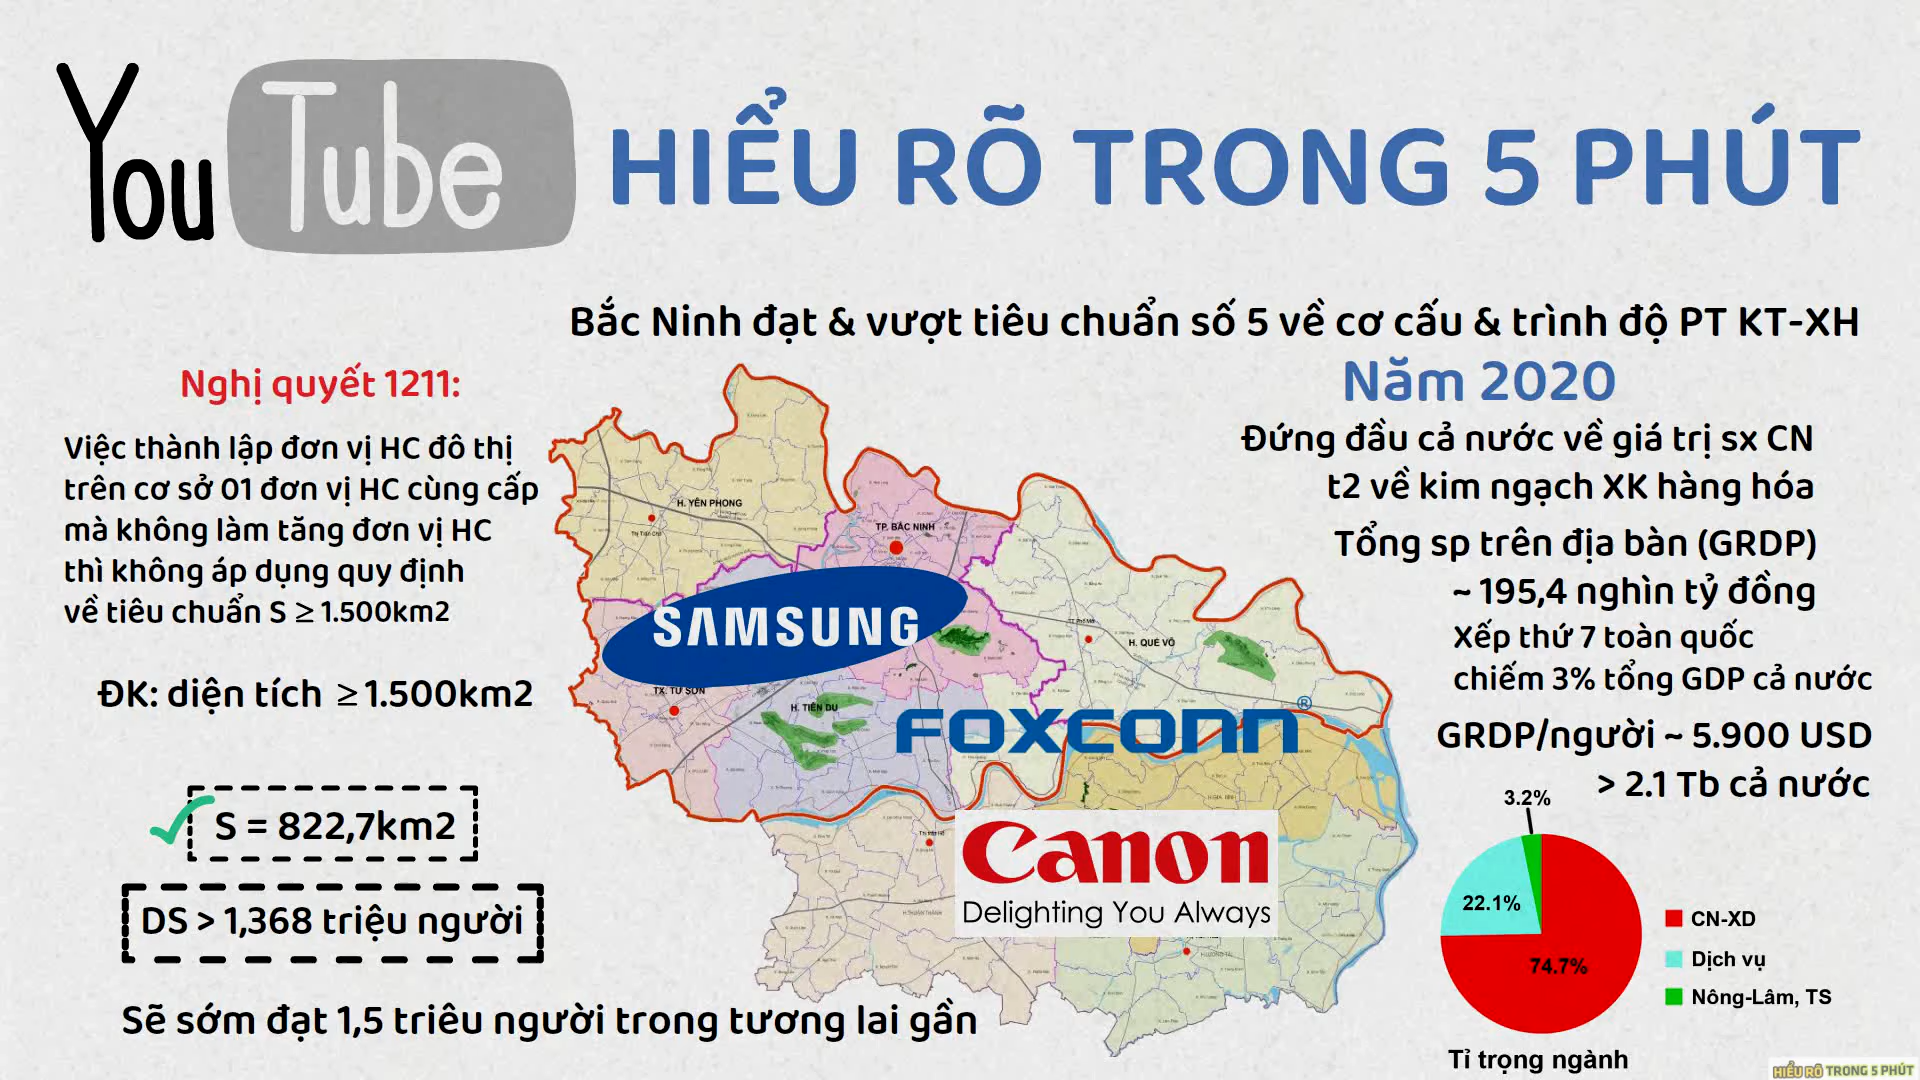 YouTube
HIỂU RÕ TRONG 5 PHÚT
Bắc Ninh đạt & vượt tiêu chuẩn số 5 về cơ cấu & trình độ PT KT-XH
Nghị quyết 1211:
Việc thành lập đơn vị HC đô thị
trên cơ sở 01 đơn vị HC cùng cấp
mà không làm tăng đơn vị HC
thì không áp dụng quy định
về tiêu chuẩn S ≥ 1.500km2
ĐK: diện tích ≥ 1.500km2
S = 822,7km2
DS > 1,368 triệu người
Sẽ sớm đạt 1,5 triêu người trong tương lai gần
H. YÊN PHONG
TP. BẮC NINH
SAMSUNG
H. QUẾ VÕ
TX. TỪ SƠN
H. TIÊN DU
FOXCONN®
Canon
Delighting You Always
Năm 2020
Đứng đầu cả nước về giá trị sx CN
t2 về kim ngạch XK hàng hóa
Tổng sp trên địa bàn (GRDP)
~ 195,4 nghìn tỷ đồng
Xếp thứ 7 toàn quốc
chiếm 3% tổng GDP cả nước
GRDP/người ~ 5.900 USD
> 2.1 Tb cả nước
3.2%
22.1%
74.7%
CN-XD
Dịch vụ
Nông-Lâm, TS
Tỉ trọng ngành
HIỂU RÕ TRONG 5 PHÚT